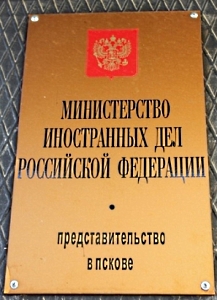 МИНИСТЕРСТВО
ИНОСТРАННЫХ ДЕЛ
РОССИЙСКОЙ ФЕДЕРАЦИИ
•
представительство
в пскове